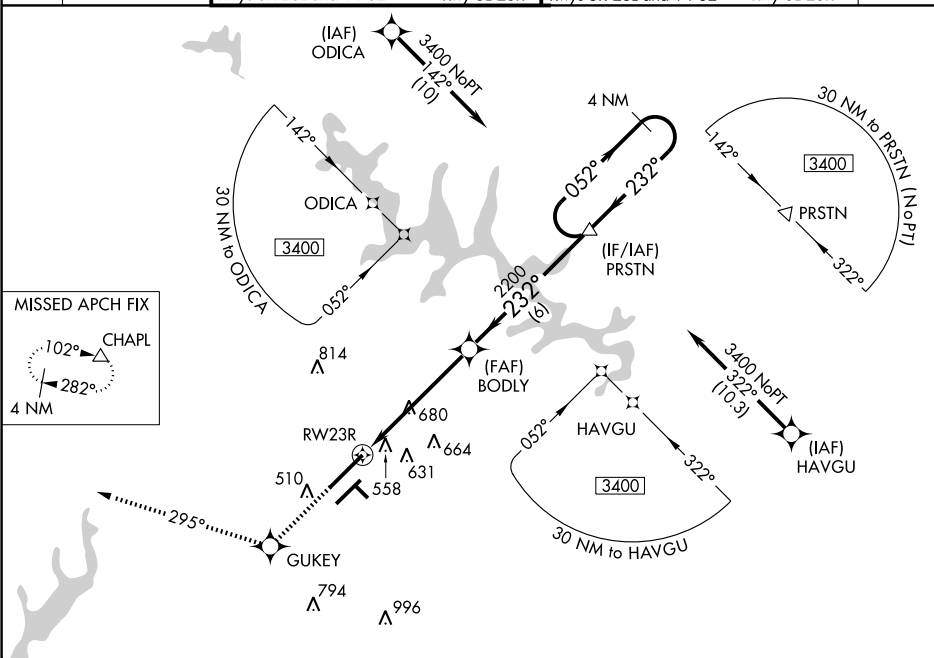 (IAF)
ODICA
3400 NoPT
142°
(10)
4 NM
30 NM to PRSTN (NoPT)
142°
3400
PRSTN
322°
142°
ODICA
30 NM to ODICA
3400
052°
052°
232°
(IF/IAF)
PRSTN
2200
232°
(6)
MISSED APCH FIX
CHAPL
102°
282°
4 NM
814
(FAF)
BODLY
3400 NoPT
322°
(10.3)
(IAF)
HAVGU
680
RW23R
664
631
558
510
052°
HAVGU
322°
3400
30 NM to HAVGU
295°
GUKEY
794
996